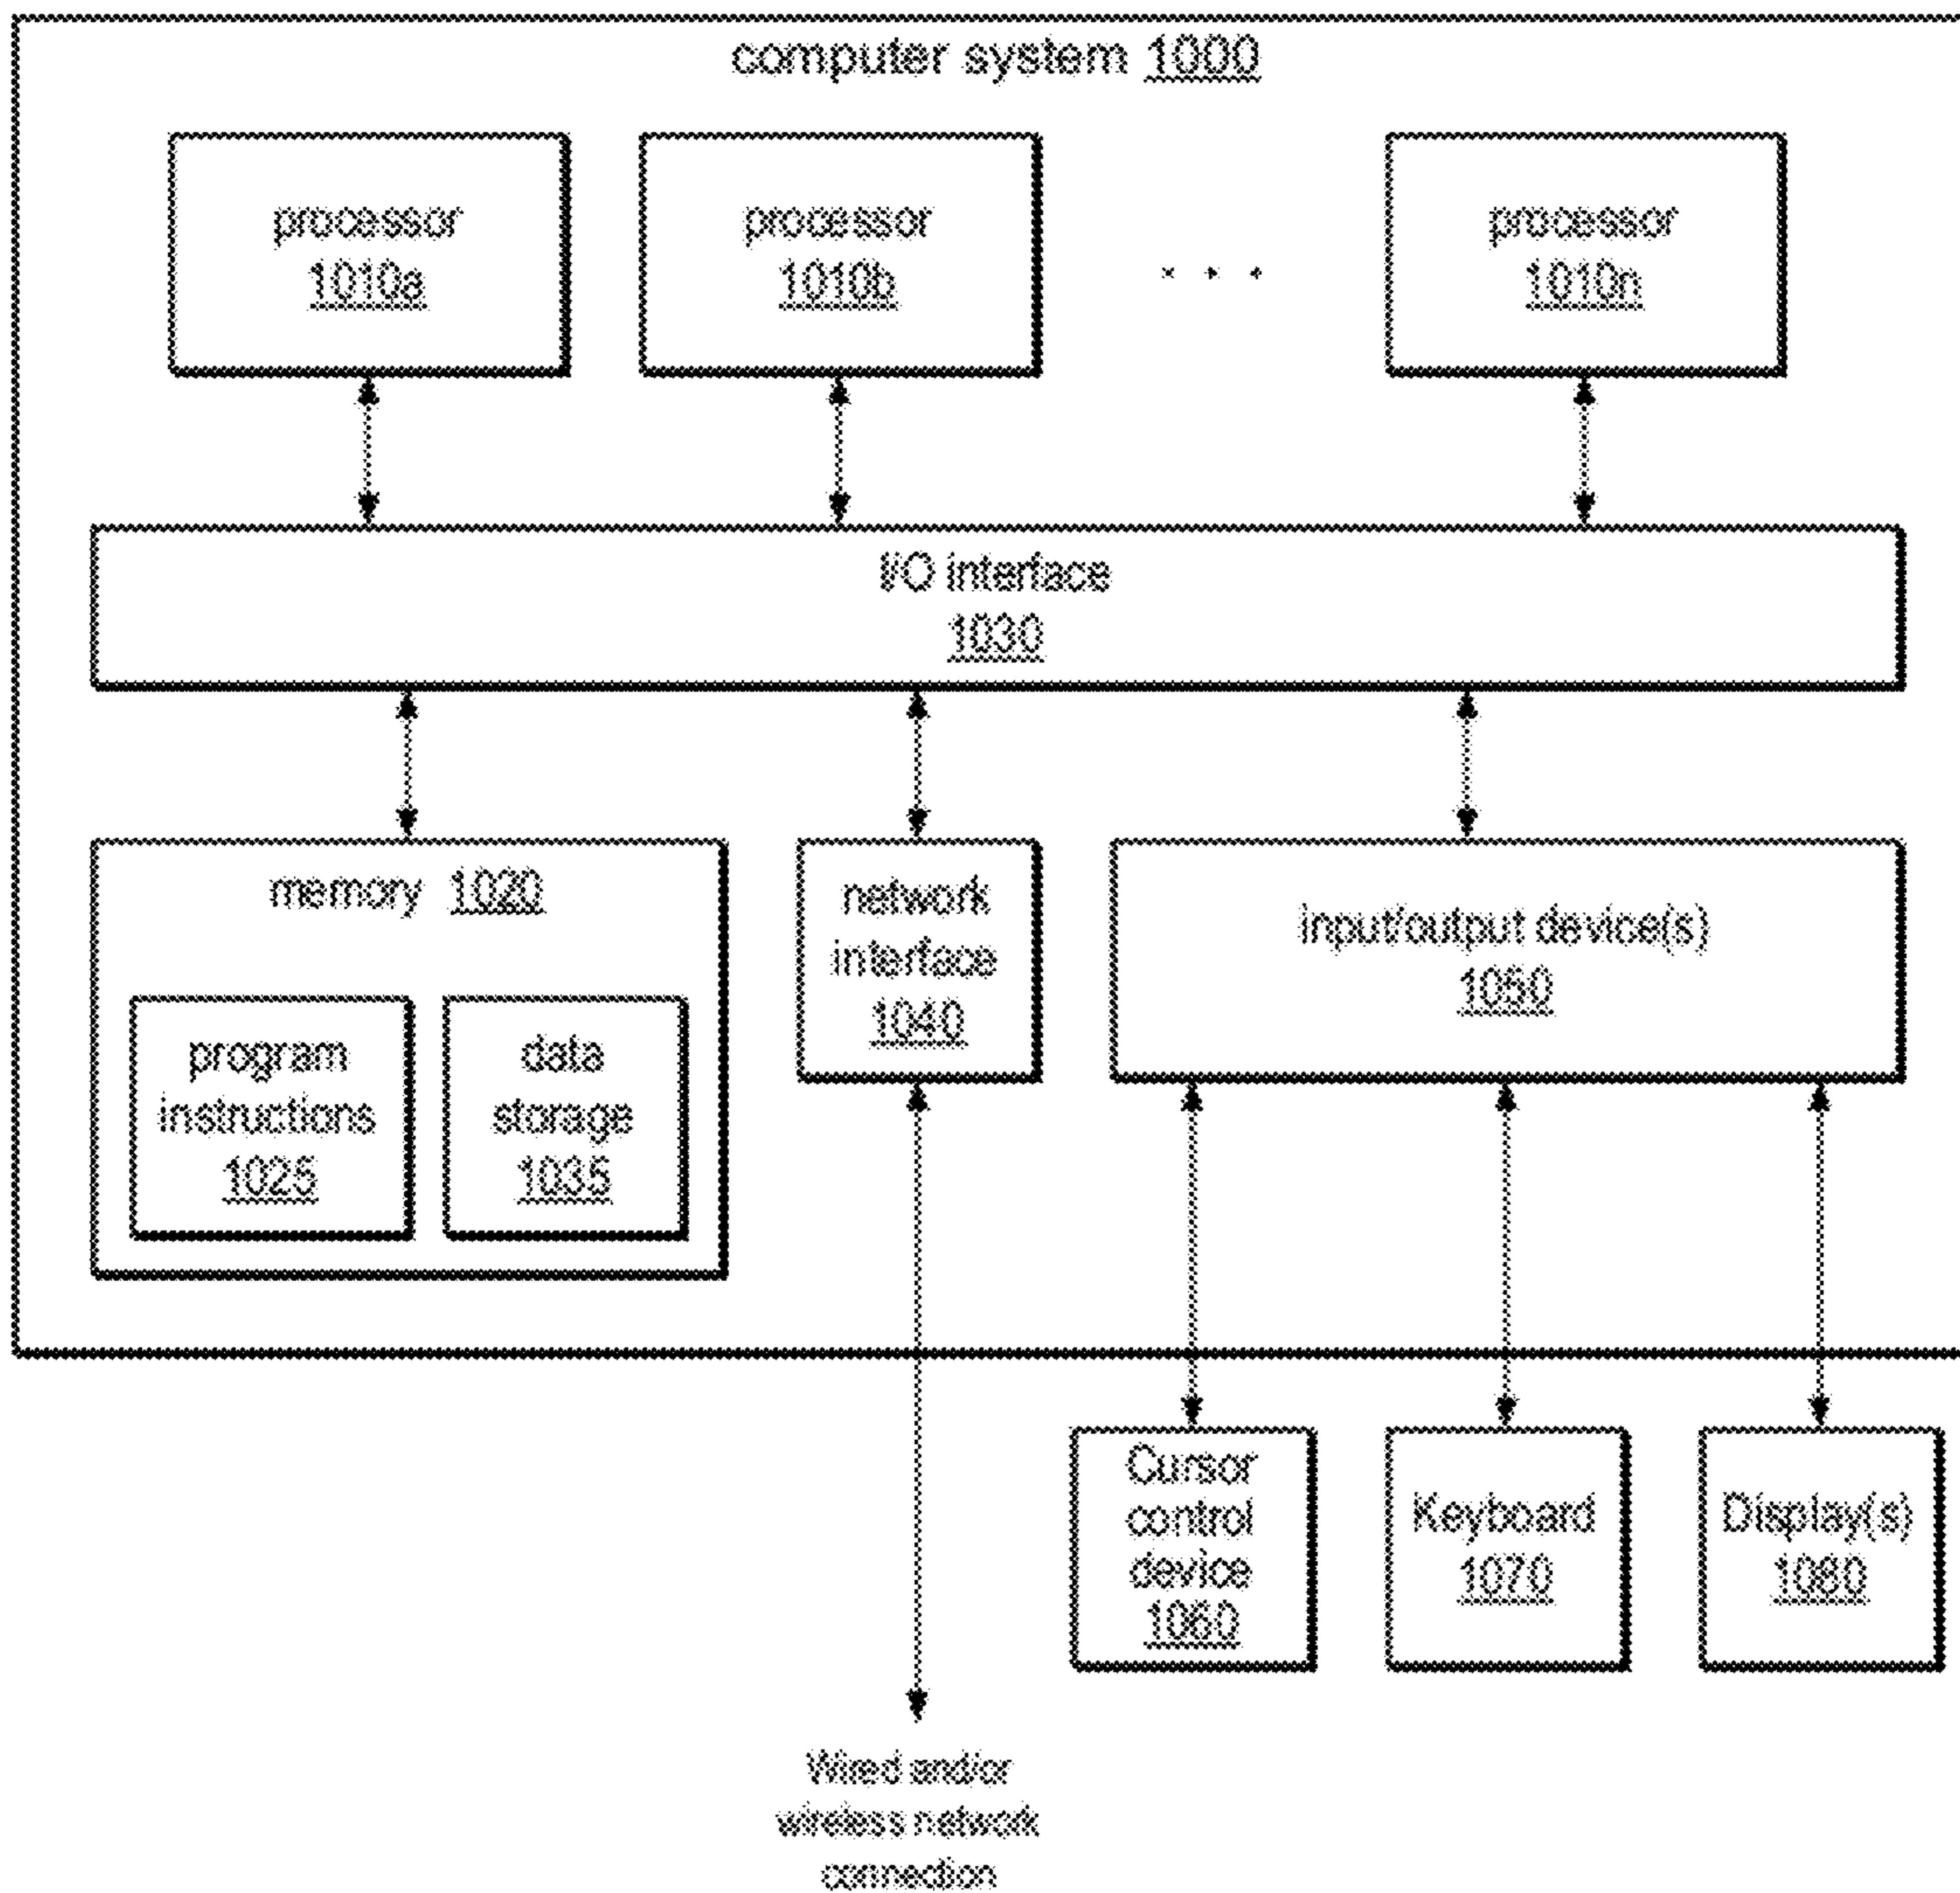 computer system 1000
processor
1010a
processor
1010b
. . .
processor
1010n
I/O interface
1030
memory 1020
program
instructions
1025
data
storage
1035
network
interface
1040
input/output device(s)
1050
Cursor
control
device
1060
Keyboard
1070
Display(s)
1080
Wired and/or
wireless network
connection